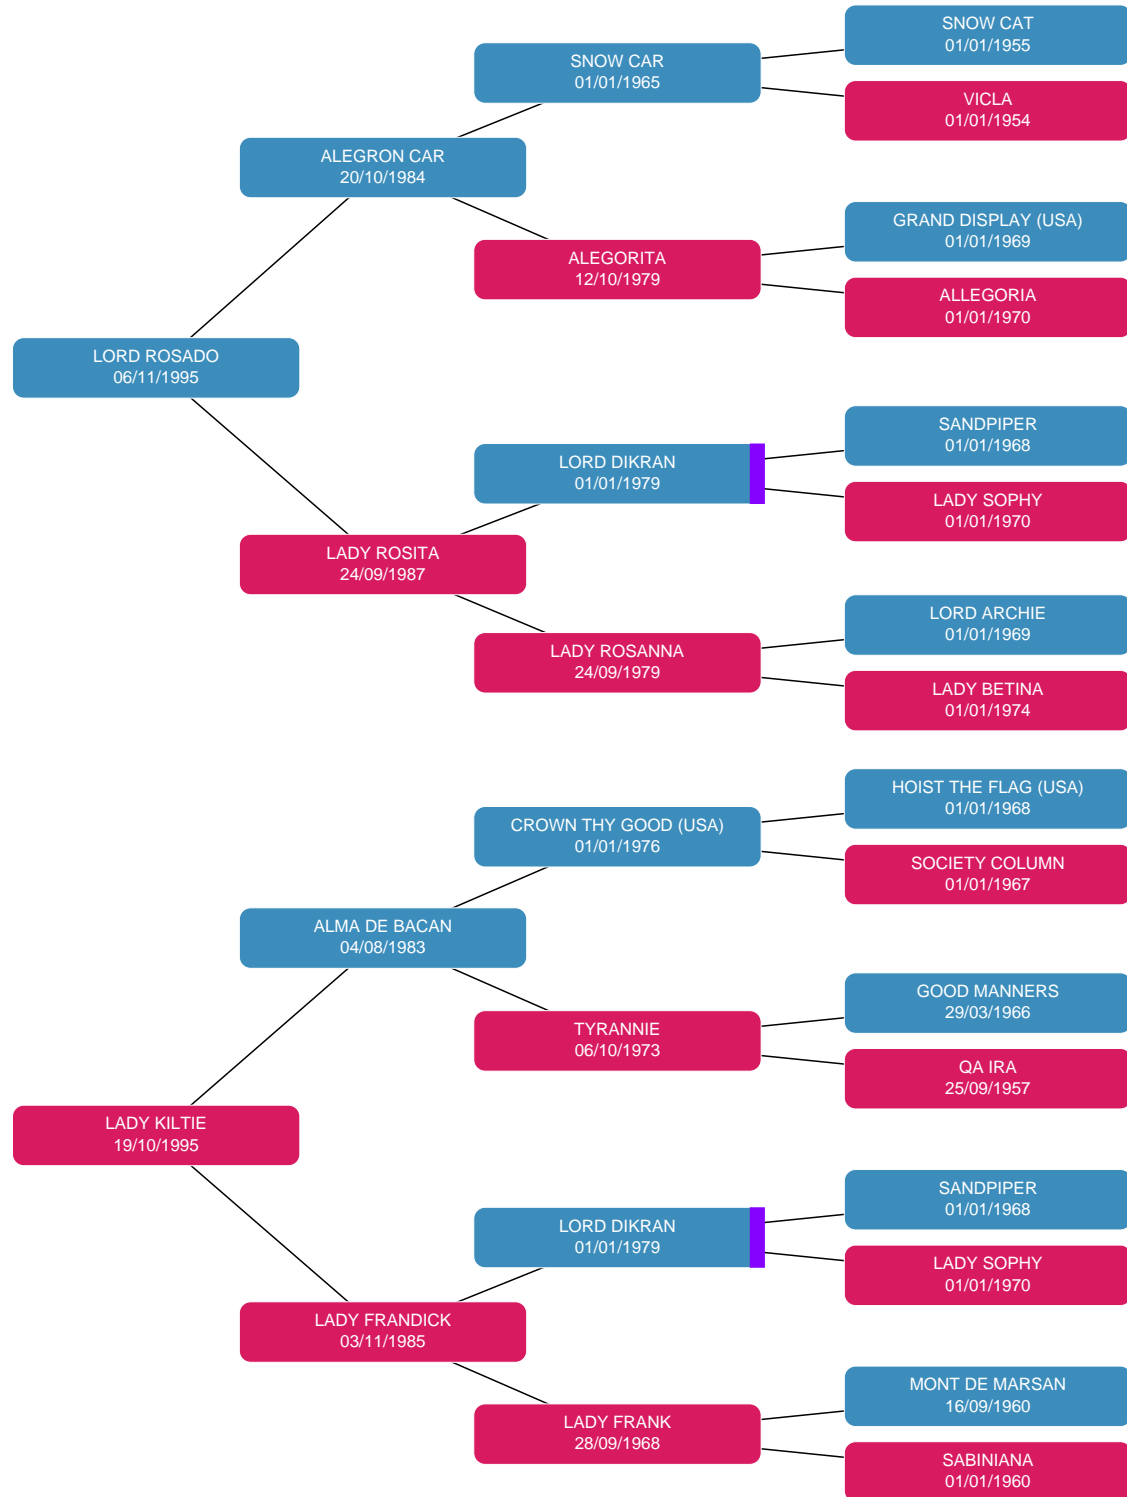 SNOW CAT
01/01/1955
SNOW CAR
01/01/1965
VICLA
01/01/1954
ALEGRON CAR
20/10/1984
GRAND DISPLAY (USA)
01/01/1969
ALEGORITA
12/10/1979
ALLEGORIA
01/01/1970
LORD ROSADO
06/11/1995
SANDPIPER
01/01/1968
LORD DIKRAN
01/01/1979
LADY SOPHY
01/01/1970
LADY ROSITA
24/09/1987
LORD ARCHIE
01/01/1969
LADY ROSANNA
24/09/1979
LADY BETINA
01/01/1974
HOIST THE FLAG (USA)
01/01/1968
CROWN THY GOOD (USA)
01/01/1976
SOCIETY COLUMN
01/01/1967
ALMA DE BACAN
04/08/1983
GOOD MANNERS
29/03/1966
TYRANNIE
06/10/1973
QA IRA
25/09/1957
LADY KILTIE
19/10/1995
SANDPIPER
01/01/1968
LORD DIKRAN
01/01/1979
LADY SOPHY
01/01/1970
LADY FRANDICK
03/11/1985
MONT DE MARSAN
16/09/1960
LADY FRANK
28/09/1968
SABINIANA
01/01/1960